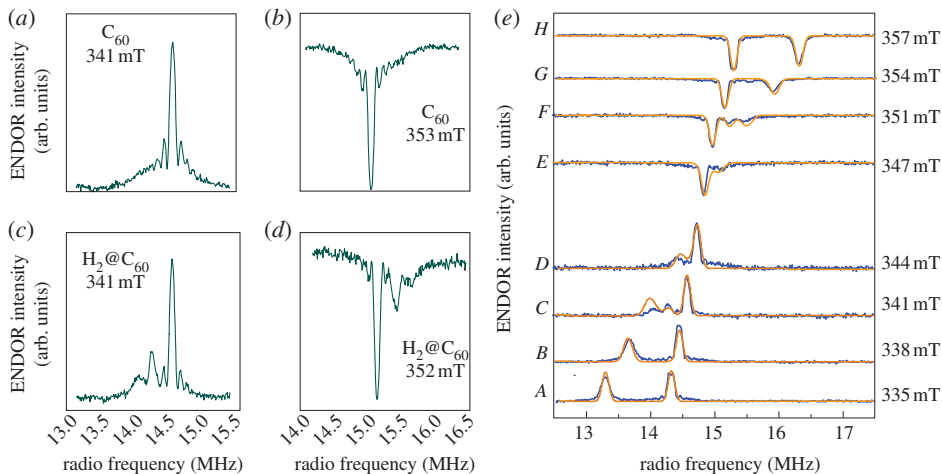 (a)
C60
341 mT
ENDOR intensity
(arb. units)
(b)
C60
353 mT
(c)
H2@C60
341 mT
ENDOR intensity
(arb. units)
13.0 13.5 14.0 14.5 15.0 15.5
radio frequency (MHz)
(d)
H2@C60
352 mT
14.0 14.5 15.0 15.5 16.0 16.5
radio frequency (MHz)
(e)
ENDOR intensity (arb. units)
H 357 mT
G 354 mT
F 351 mT
E 347 mT
D 344 mT
C 341 mT
B 338 mT
A 335 mT
13 14 15 16 17
radio frequency (MHz)